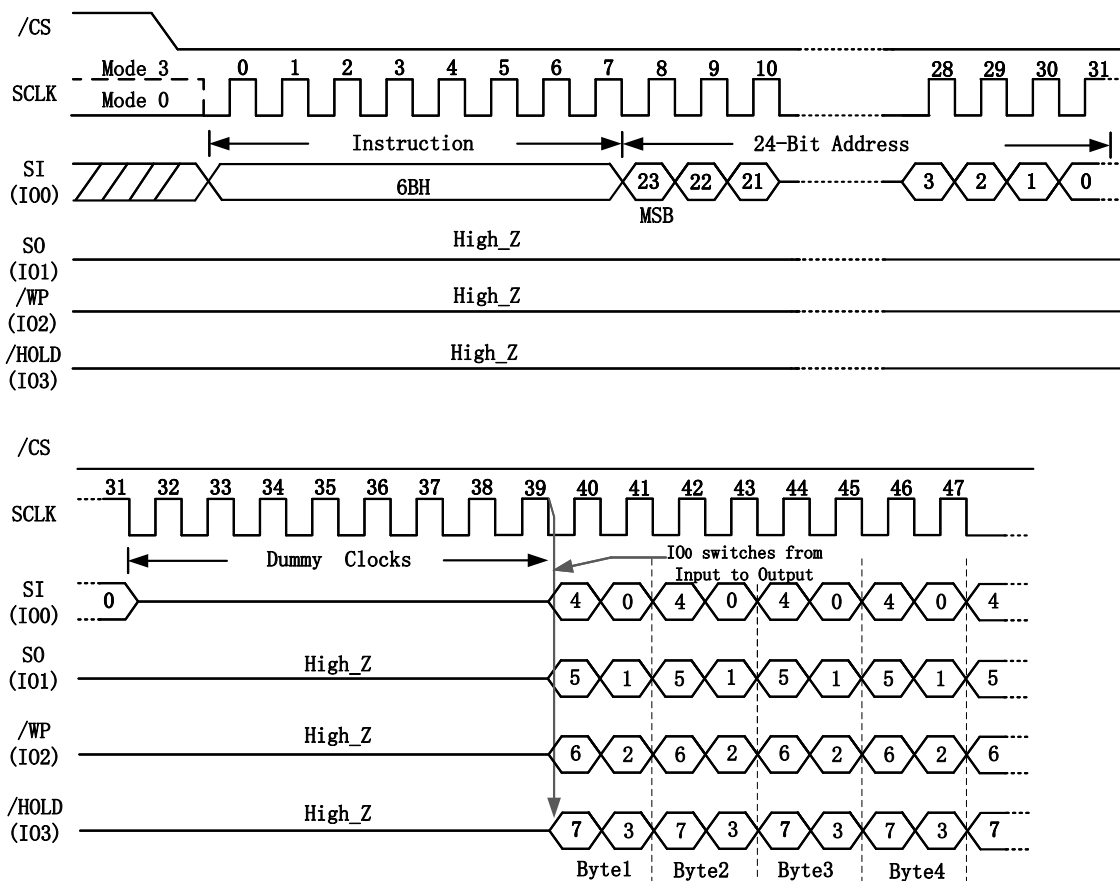 /CS
Mode 3 0 1 2 3 4 5 6 7 8 9 10 28 29 30 31
SCLK Mode 0
Instruction 24-Bit Address
SI
(IO0) 6BH 23 22 21 3 2 1 0
MSB
SO High_Z
(IO1)
/WP High_Z
(IO2)
/HOLD High_Z
(IO3)
/CS
31 32 33 34 35 36 37 38 39 40 41 42 43 44 45 46 47
SCLK
Dummy Clocks IO0 switches from
Input to Output
SI
(IO0) 0 4 0 4 0 4 0 4 0 4
SO High_Z
(IO1) 5 1 5 1 5 1 5 1 5
/WP High_Z
(IO2) 6 2 6 2 6 2 6 2 6
/HOLD High_Z
(IO3) 7 3 7 3 7 3 7 3 7
Byte1 Byte2 Byte3 Byte4